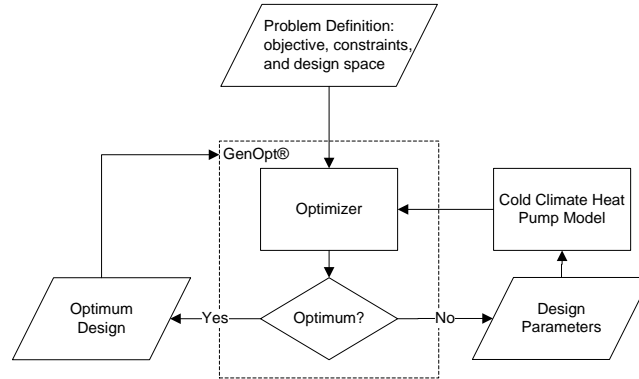 Problem Definition:
objective, constraints,
and design space
GenOpt®
Optimizer
Cold Climate Heat
Pump Model
Optimum
Design
Yes
Optimum?
No
Design
Parameters